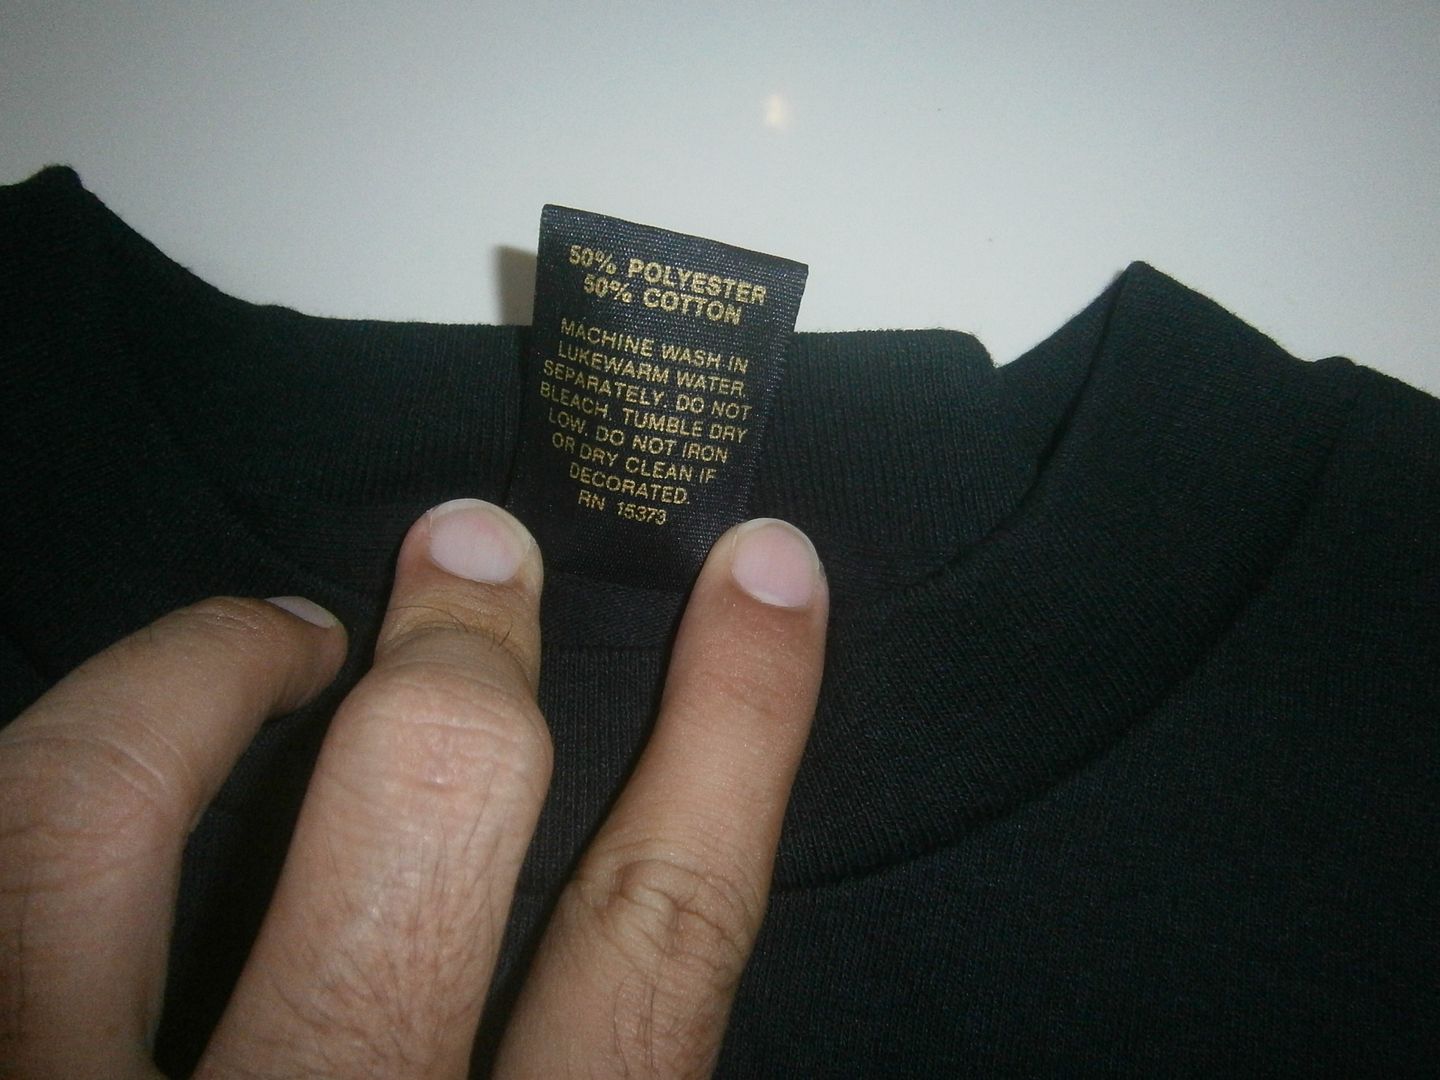 50% POLYESTER
50% COTTON
MACHINE WASH IN
LUKEWARM WATER.
SEPARATELY. DO NOT
BLEACH. TUMBLE DRY
LOW. DO NOT IRON
OR DRY CLEAN IF
DECORATED.
RN 15373